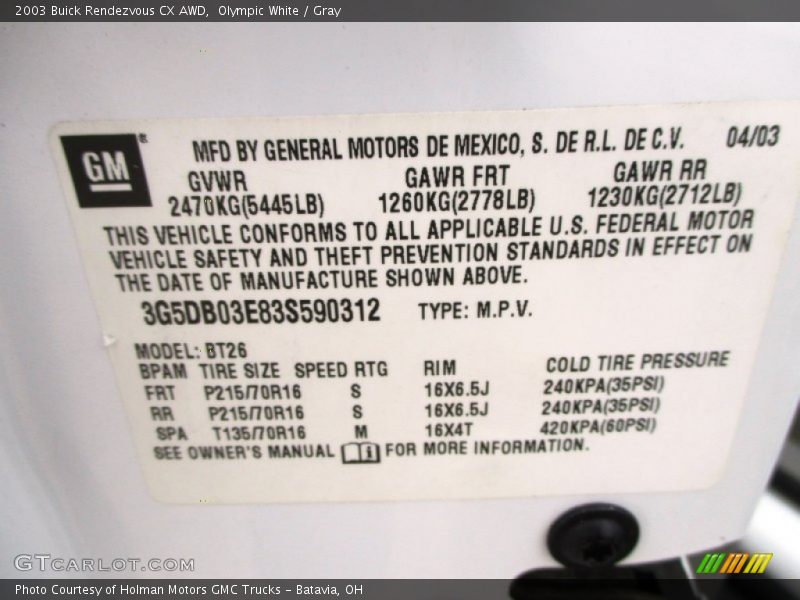 2003 Buick Rendezvous CX AWD,  Olympic White / Gray
GM®
MFD BY GENERAL MOTORS DE MEXICO, S. DE R.L. DE C.V. 04/03
GVWR GAWR FRT GAWR RR
2470KG(5445LB) 1260KG(2778LB) 1230KG(2712LB)
THIS VEHICLE CONFORMS TO ALL APPLICABLE U.S. FEDERAL MOTOR
VEHICLE SAFETY AND THEFT PREVENTION STANDARDS IN EFFECT ON
THE DATE OF MANUFACTURE SHOWN ABOVE.
3G5DB03E83S590312 TYPE: M.P.V.
MODEL: BT26
BPAM TIRE SIZE SPEED RTG RIM COLD TIRE PRESSURE
FRT P215/70R16 S 16X6.5J 240KPA(35PSI)
RR P215/70R16 S 16X6.5J 240KPA(35PSI)
SPA T135/70R16 M 16X4T 420KPA(60PSI)
SEE OWNER'S MANUAL i FOR MORE INFORMATION.
GTCARLOT.COM
Photo Courtesy of Holman Motors GMC Trucks – Batavia, OH